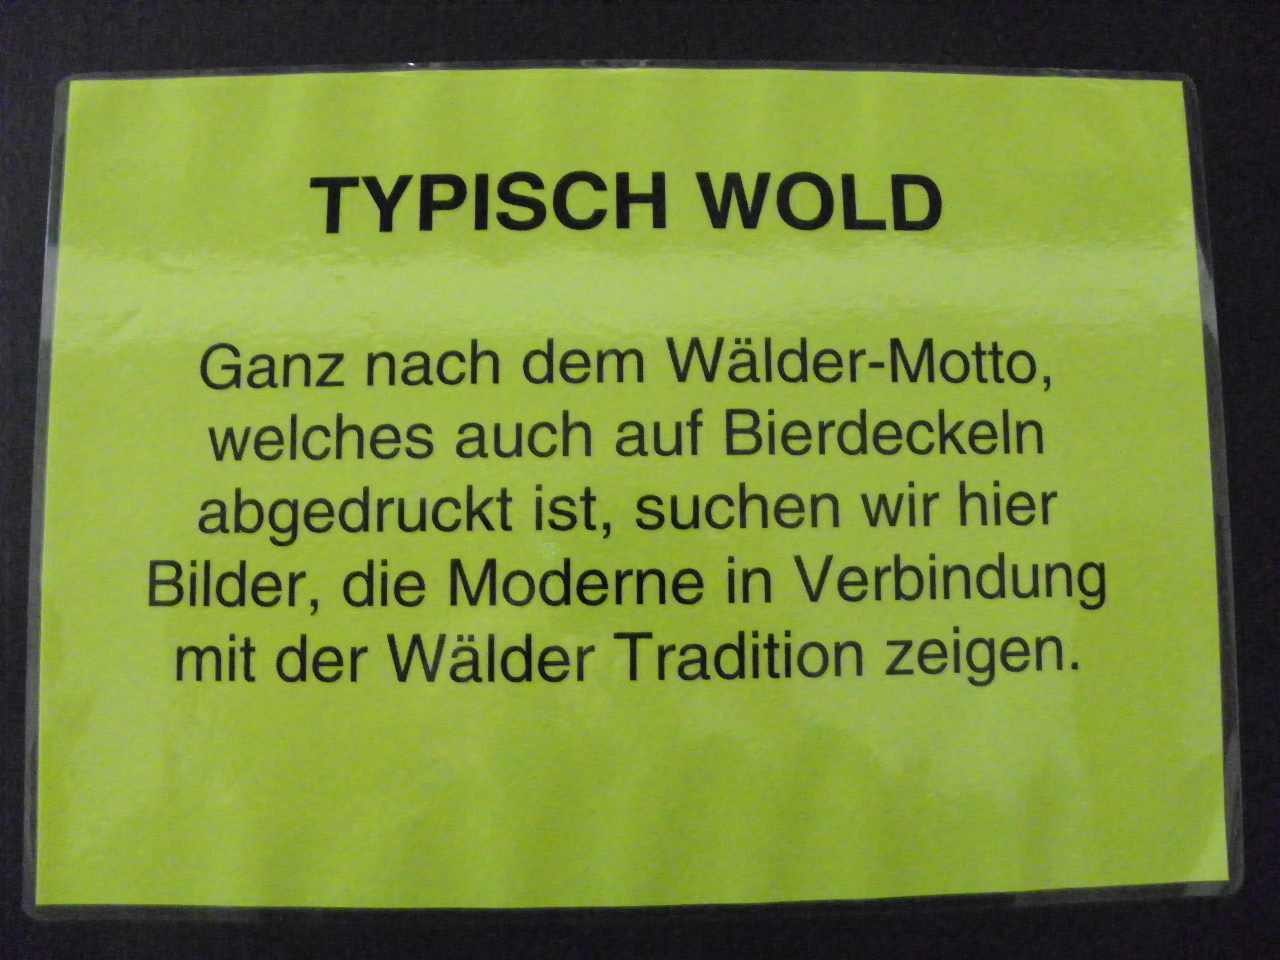 TYPISCH WOLD
Ganz nach dem Wälder-Motto,
welches auch auf Bierdeckeln
abgedruckt ist, suchen wir hier
Bilder, die Moderne in Verbindung
mit der Wälder Tradition zeigen.